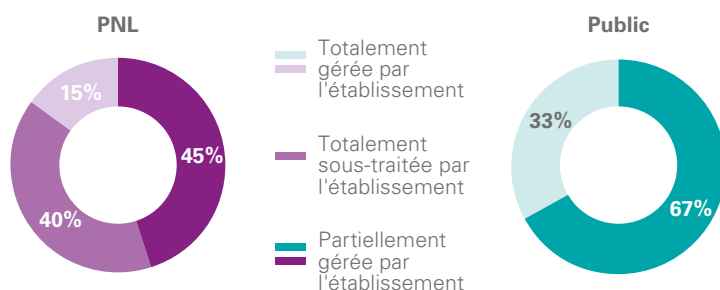 PNL
15%
45%
40%
Totalement
gérée par
l'établissement
Totalement
sous-traitée par
l'établissement
Partiellement
gérée par
l'établissement
Public
33%
67%